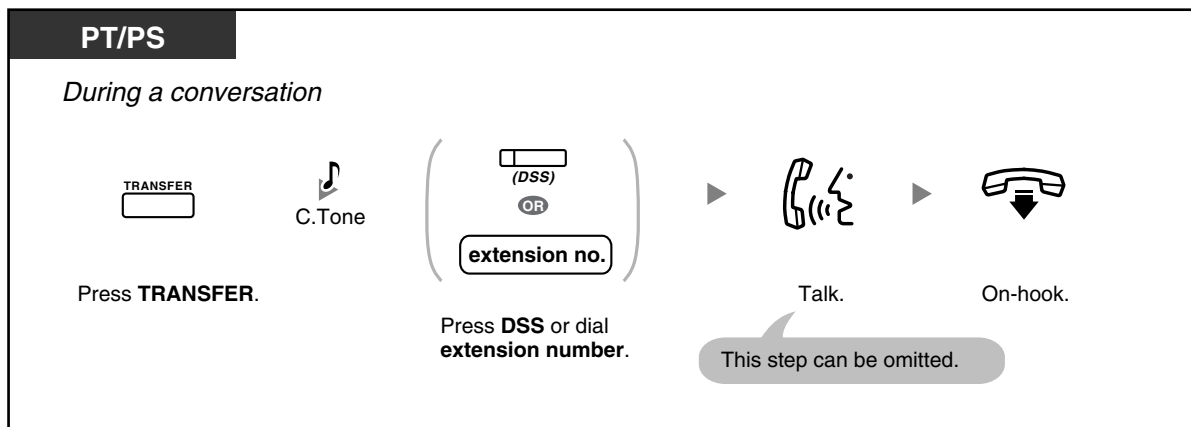 PT/PS
During a conversation
TRANSFER
C.Tone
(DSS)
OR
extension no.
Press TRANSFER.
Press DSS or dial
extension number.
Talk.
On-hook.
This step can be omitted.